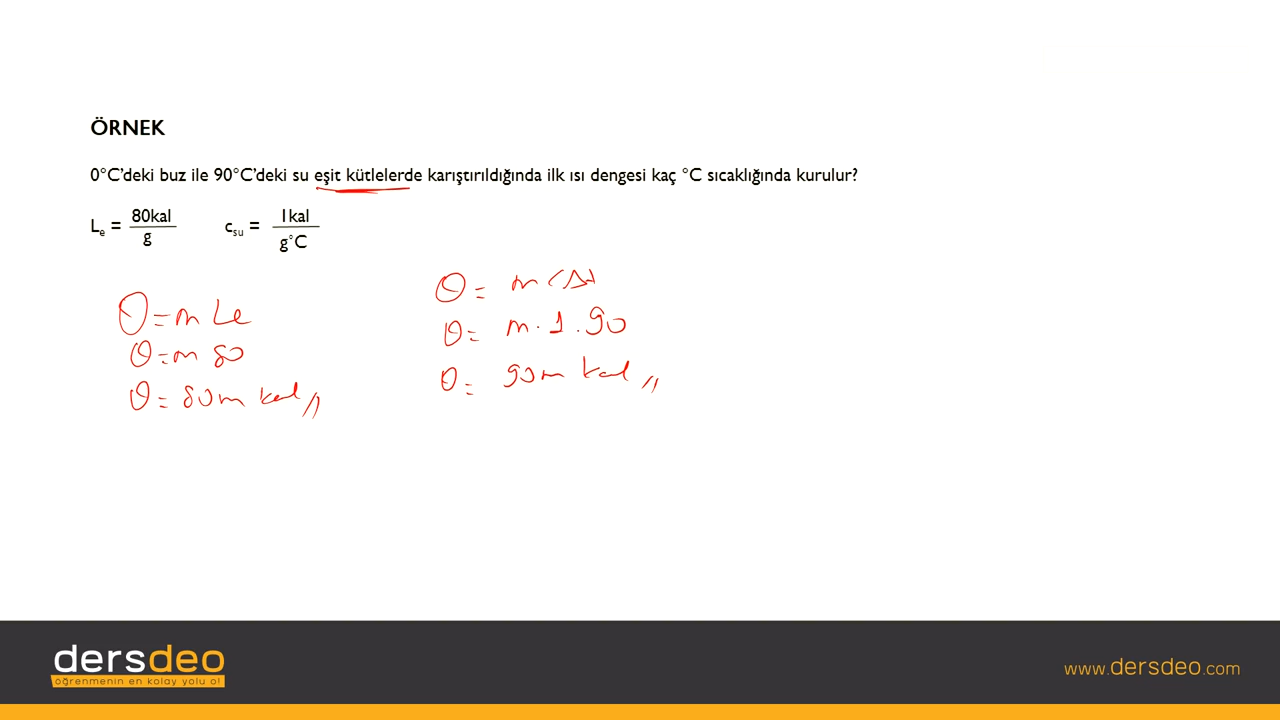 ÖRNEK
0°C'deki buz ile 90°C'deki su eşit kütlelerde karıştırıldığında ilk ısı dengesi kaç °C sıcaklığında kurulur?
Lₑ = 80kal / g    c_su = 1kal / g°C
Q = m Le
Q = m 80
Q = 80m kal //
Q = m c Δt
Q = m . 1 . 90
Q = 90m kal //
dersdeo
öğrenmenin en kolay yolu o!
www.dersdeo.com